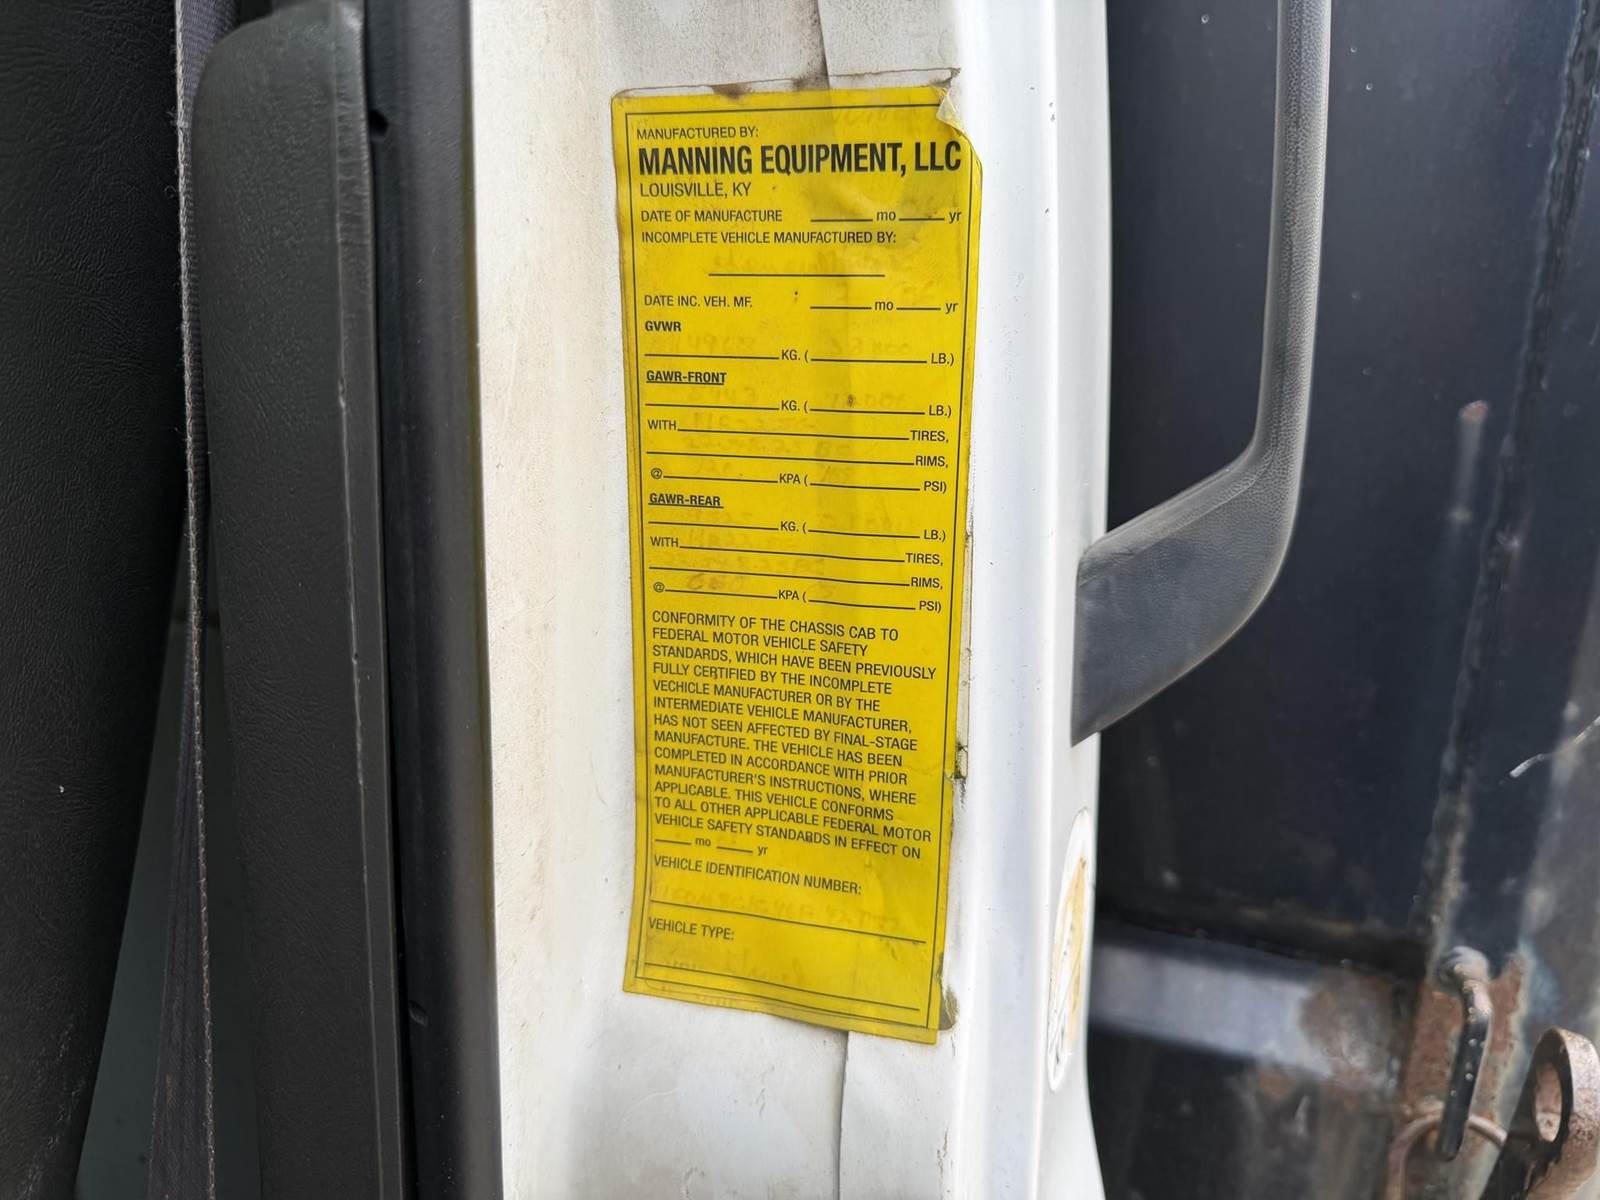 MANUFACTURED BY:
MANNING EQUIPMENT, LLC
LOUISVILLE, KY
DATE OF MANUFACTURE mo yr
INCOMPLETE VEHICLE MANUFACTURED BY:
DATE INC. VEH. MF. mo yr
GVWR
KG. ( LB.)
GAWR-FRONT
KG. ( LB.)
WITH TIRES,
RIMS,
@ KPA ( PSI)
GAWR-REAR
KG. ( LB.)
WITH TIRES,
RIMS,
@ KPA ( PSI)
CONFORMITY OF THE CHASSIS CAB TO
FEDERAL MOTOR VEHICLE SAFETY
STANDARDS, WHICH HAVE BEEN PREVIOUSLY
FULLY CERTIFIED BY THE INCOMPLETE
VECHICLE MANUFACTURER OR BY THE
INTERMEDIATE VEHICLE MANUFACTURER,
HAS NOT SEEN AFFECTED BY FINAL-STAGE
MANUFACTURE. THE VEHICLE HAS BEEN
COMPLETED IN ACCORDANCE WITH PRIOR
MANUFACTURER'S INSTRUCTIONS, WHERE
APPLICABLE. THIS VEHICLE CONFORMS
TO ALL OTHER APPLICABLE FEDERAL MOTOR
VEHICLE SAFETY STANDARDS IN EFFECT ON
mo yr
VEHICLE IDENTIFICATION NUMBER:
VEHICLE TYPE: